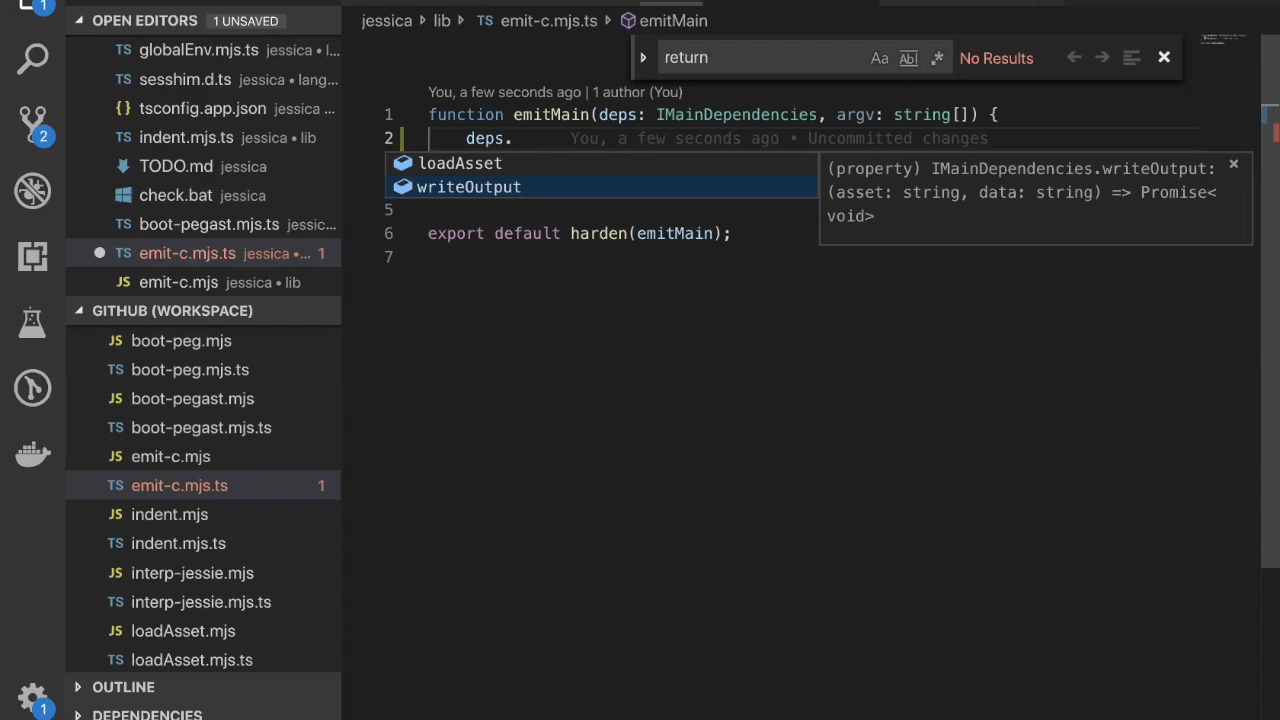 1
OPEN EDITORS 1 UNSAVED
TS globalEnv.mjs.ts jessica • l...
TS sesshim.d.ts jessica • lang...
{} tsconfig.app.json jessica ...
TS indent.mjs.ts jessica • lib
TODO.md jessica
check.bat jessica
TS boot-pegast.mjs.ts jessic...
TS emit-c.mjs.ts jessica •... 1
JS emit-c.mjs jessica • lib
2
GITHUB (WORKSPACE)
JS boot-peg.mjs
TS boot-peg.mjs.ts
JS boot-pegast.mjs
TS boot-pegast.mjs.ts
JS emit-c.mjs
TS emit-c.mjs.ts 1
JS indent.mjs
TS indent.mjs.ts
JS interp-jessie.mjs
TS interp-jessie.mjs.ts
JS loadAsset.mjs
TS loadAsset.mjs.ts
OUTLINE
DEPENDENCIES
1
jessica lib TS emit-c.mjs.ts emitMain
return Aa Abl .* No Results
You, a few seconds ago | 1 author (You)
1 function emitMain(deps: IMainDependencies, argv: string[]) {
2 deps. You, a few seconds ago • Uncommitted changes
loadAsset
writeOutput
(property) IMainDependencies.writeOutput:
(asset: string, data: string) => Promise<
void>
5
6 export default harden(emitMain);
7